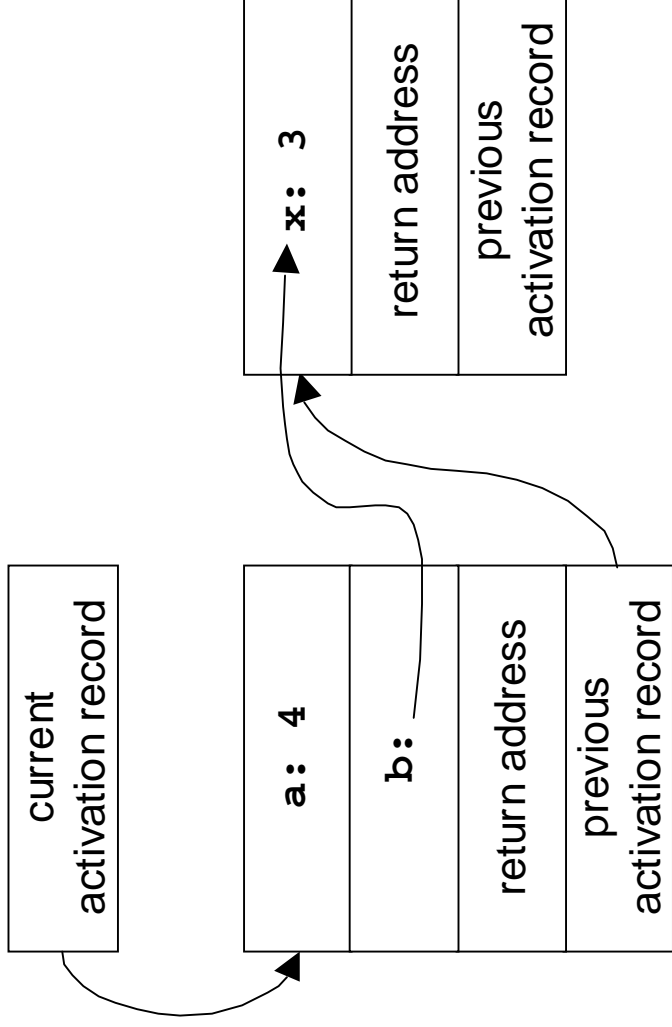 current
activation record
a: 4
b:
return address
previous
activation record
x: 3
return address
previous
activation record